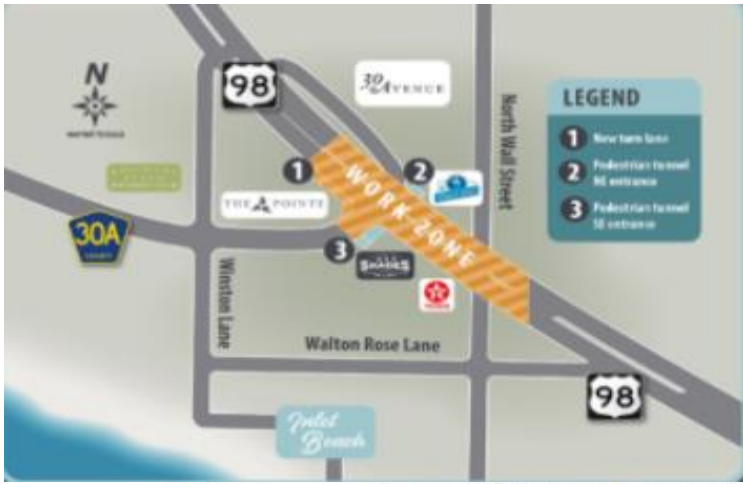 98
N
30 AVENUE
North Wall Street
LEGEND
1 New turn lane
2 Pedestrian tunnel
NE entrance
3 Pedestrian tunnel
SE entrance
1
2
WORK-ZONE
THE POINTE
30A
3
SHADES
Winston Lane
Walton Rose Lane
98
Inlet
Beach